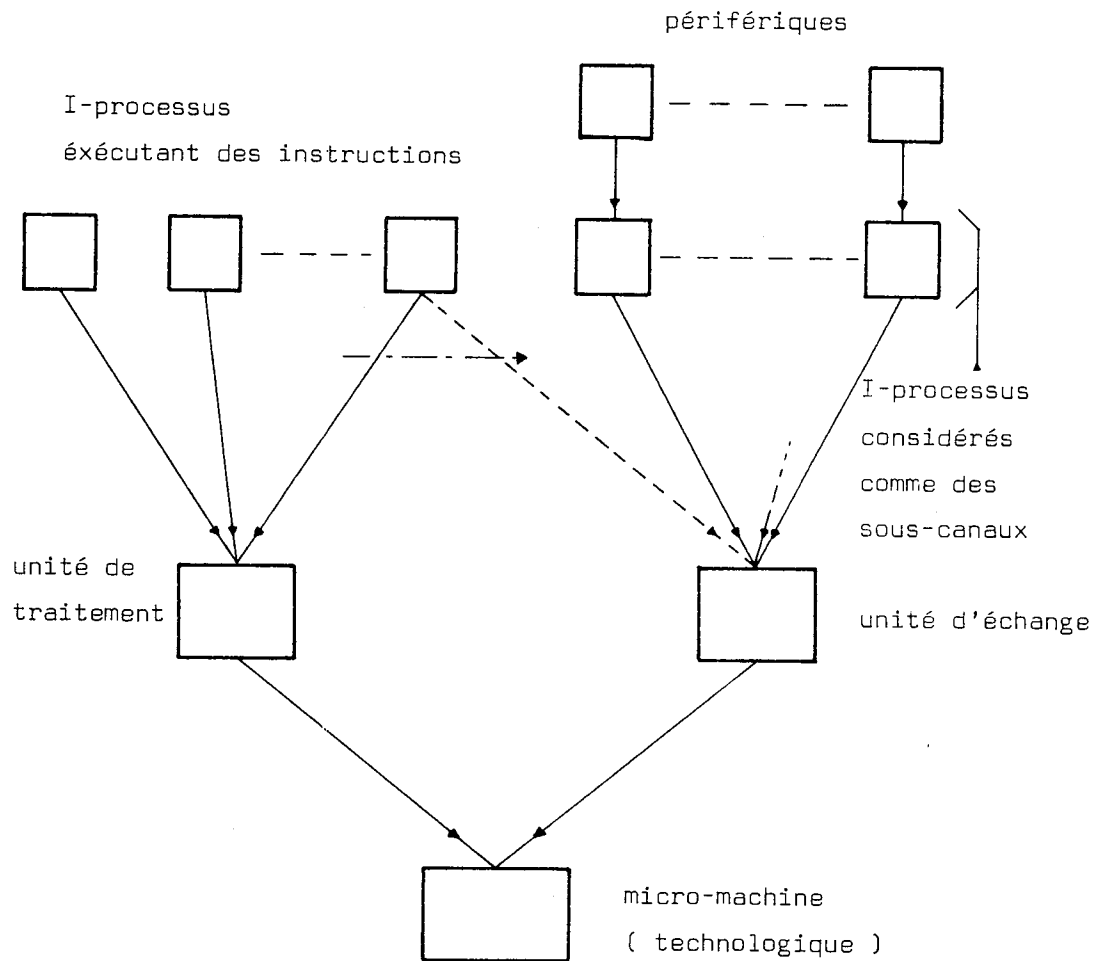 périfériques
I-processus
éxécutant des instructions
I-processus
considérés
comme des
sous-canaux
unité de
traitement
unité d'échange
micro-machine
( technologique )